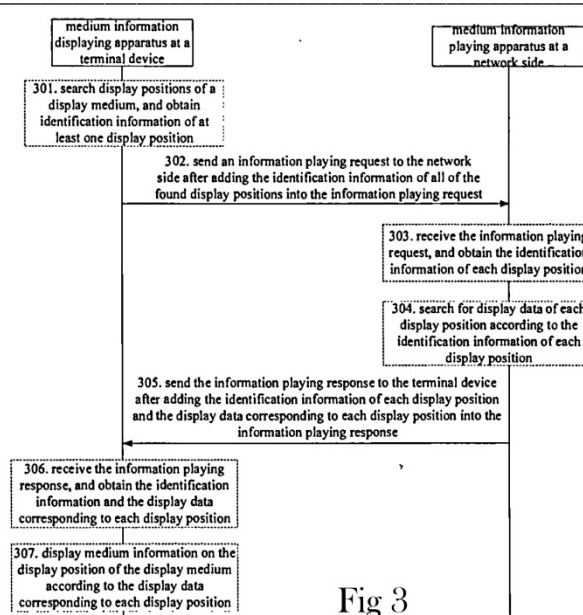 medium information
displaying apparatus at a
terminal device
medium information
playing apparatus at a
network side
301. search display positions of a
display medium, and obtain
identification information of at
least one display position
302. send an information playing request to the network
side after adding the identification information of all of the
found display positions into the information playing request
303. receive the information playing
request, and obtain the identification
information of each display position
304. search for display data of each
display position according to the
identification information of each
display position
305. send the information playing response to the terminal device
after adding the identification information of each display position
and the display data corresponding to each display position into the
information playing response
306. receive the information playing
response, and obtain the identification
information and the display data
corresponding to each display position
307. display medium information on the
display position of the display medium
according to the display data
corresponding to each display position
Fig 3